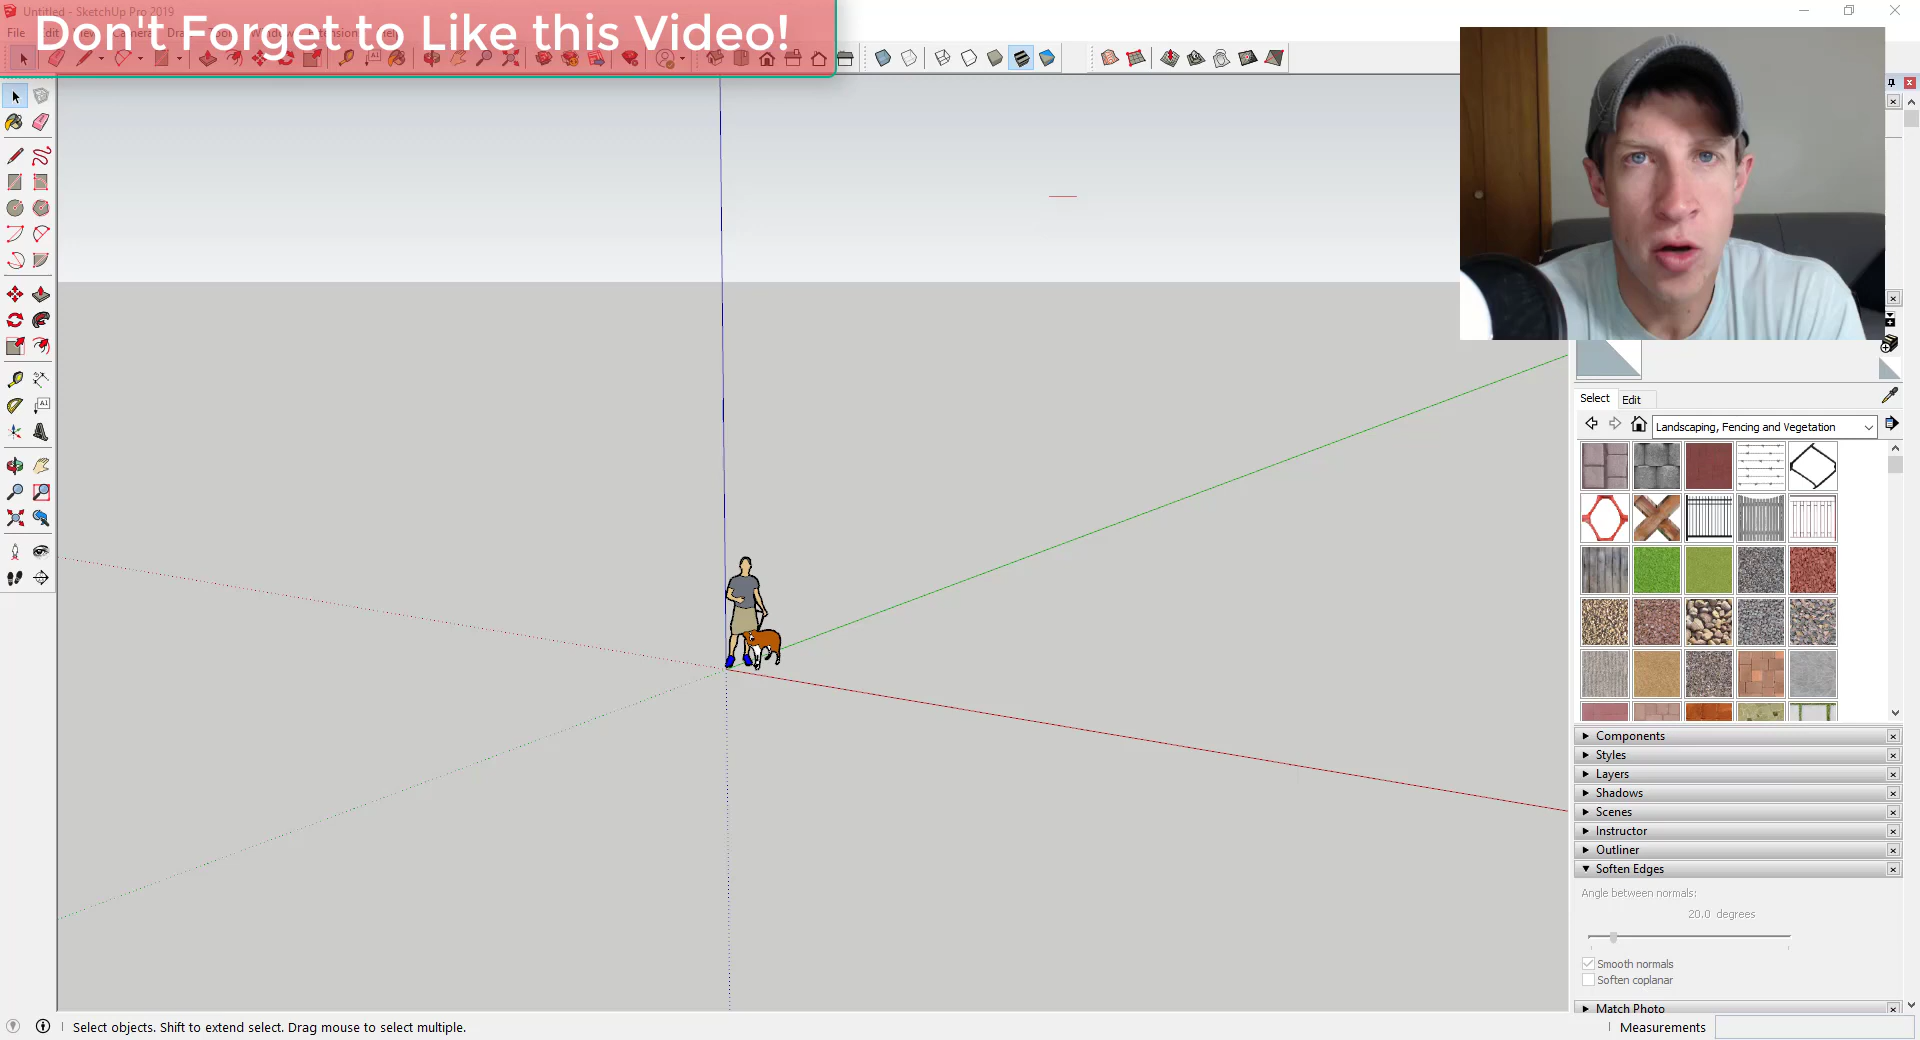 Untitled - SketchUp Pro 2019
Don't Forget to Like this Video!
File
Select
Edit
Landscaping, Fencing and Vegetation
Components
Styles
Layers
Shadows
Scenes
Instructor
Outliner
Soften Edges
Angle between normals:
20.0 degrees
Smooth normals
Soften coplanar
Match Photo
Select objects. Shift to extend select. Drag mouse to select multiple.
Measurements